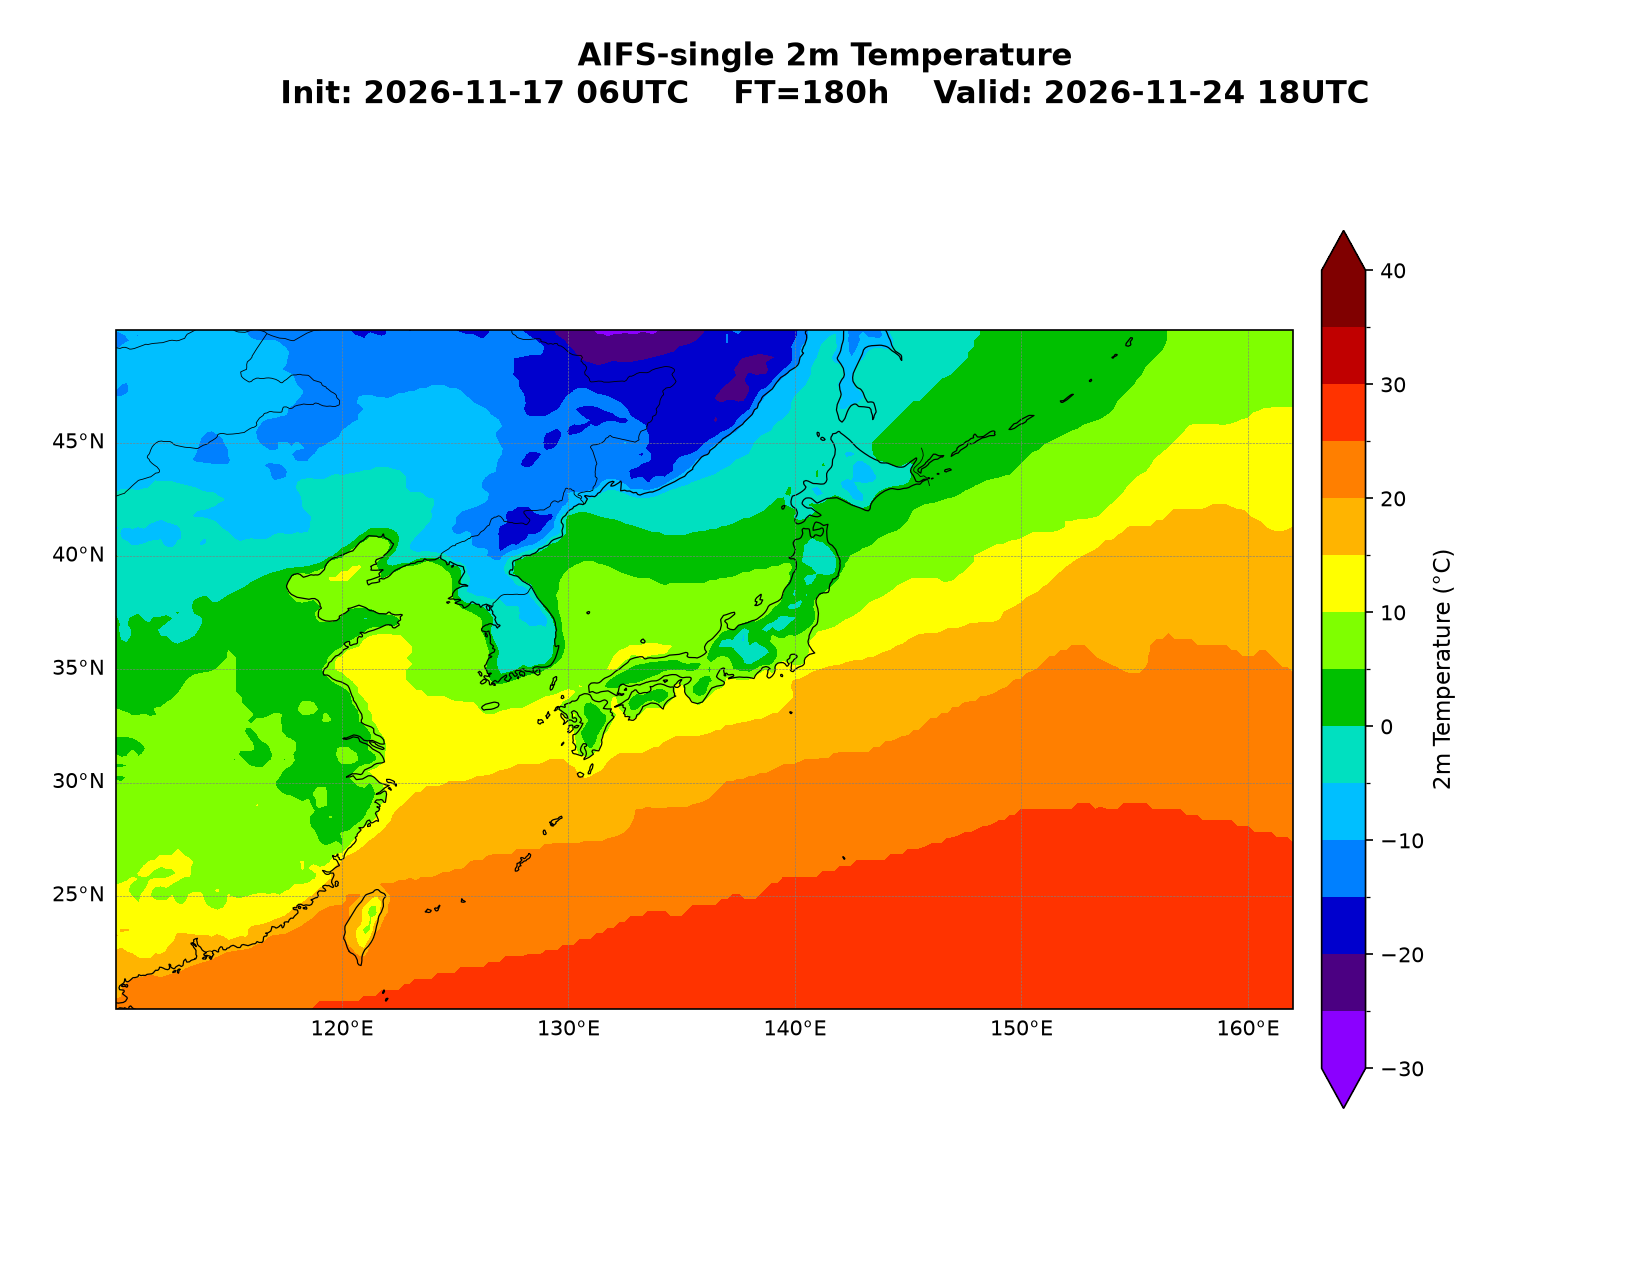 AIFS-single 2m Temperature
Init: 2026-11-17 06UTC    FT=180h    Valid: 2026-11-24 18UTC
45°N
40°N
35°N
30°N
25°N
120°E
130°E
140°E
150°E
160°E
40
30
20
10
0
−10
−20
−30
2m Temperature (°C)